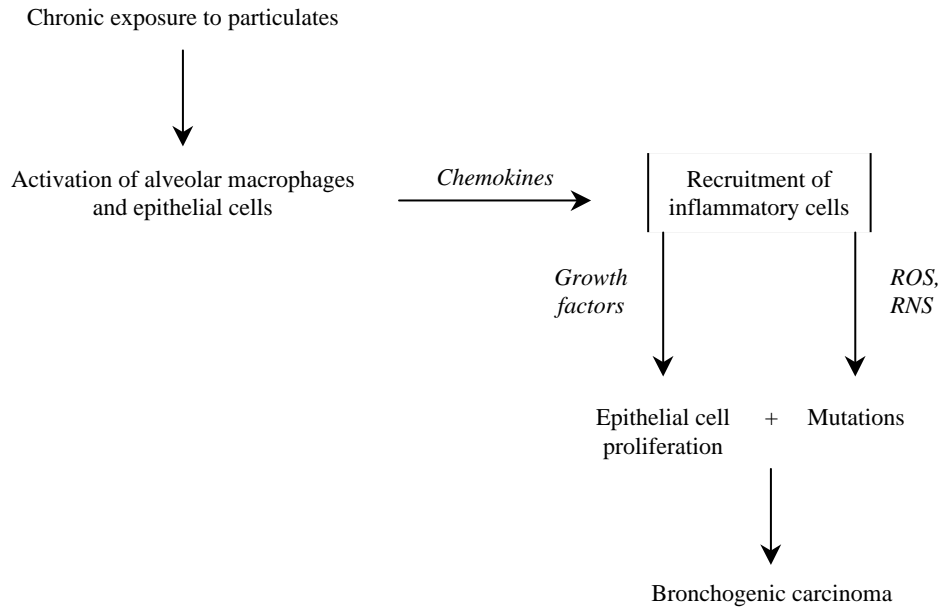 Chronic exposure to particulates
Activation of alveolar macrophages
and epithelial cells
Chemokines
Recruitment of
inflammatory cells
Growth
factors
ROS,
RNS
Epithelial cell
proliferation
+
Mutations
Bronchogenic carcinoma